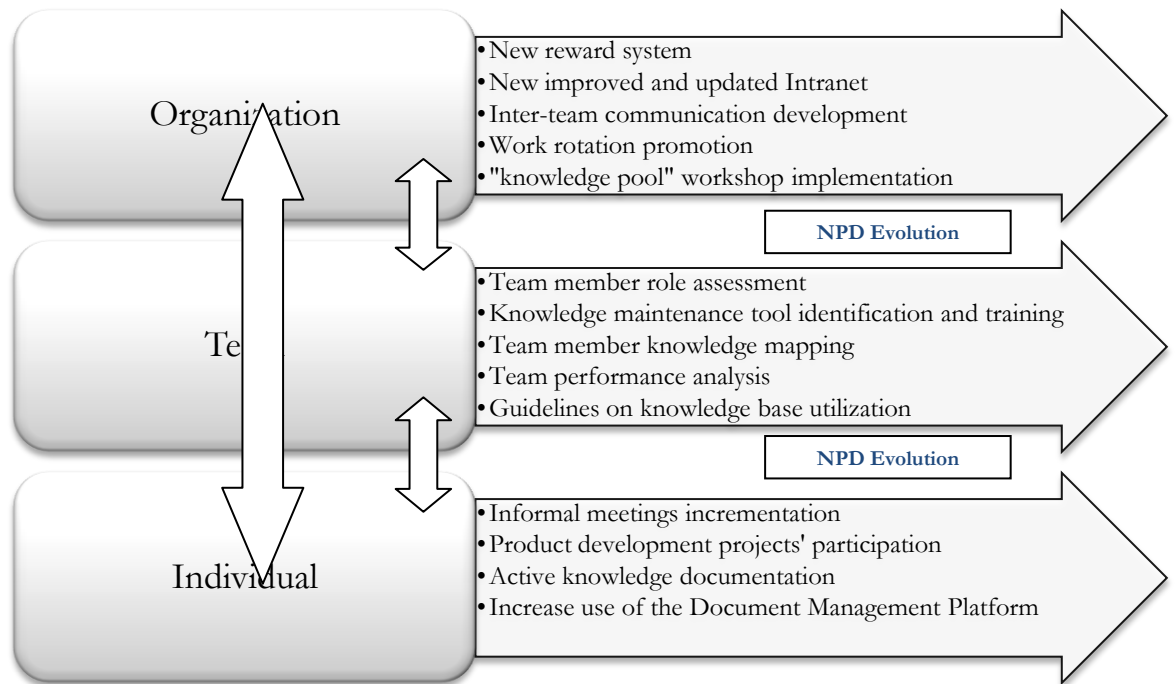 Organization
• New reward system
• New improved and updated Intranet
• Inter-team communication development
• Work rotation promotion
• "knowledge pool" workshop implementation
NPD Evolution
Te
• Team member role assessment
• Knowledge maintenance tool identification and training
• Team member knowledge mapping
• Team performance analysis
• Guidelines on knowledge base utilization
NPD Evolution
Individual
• Informal meetings incrementation
• Product development projects' participation
• Active knowledge documentation
• Increase use of the Document Management Platform